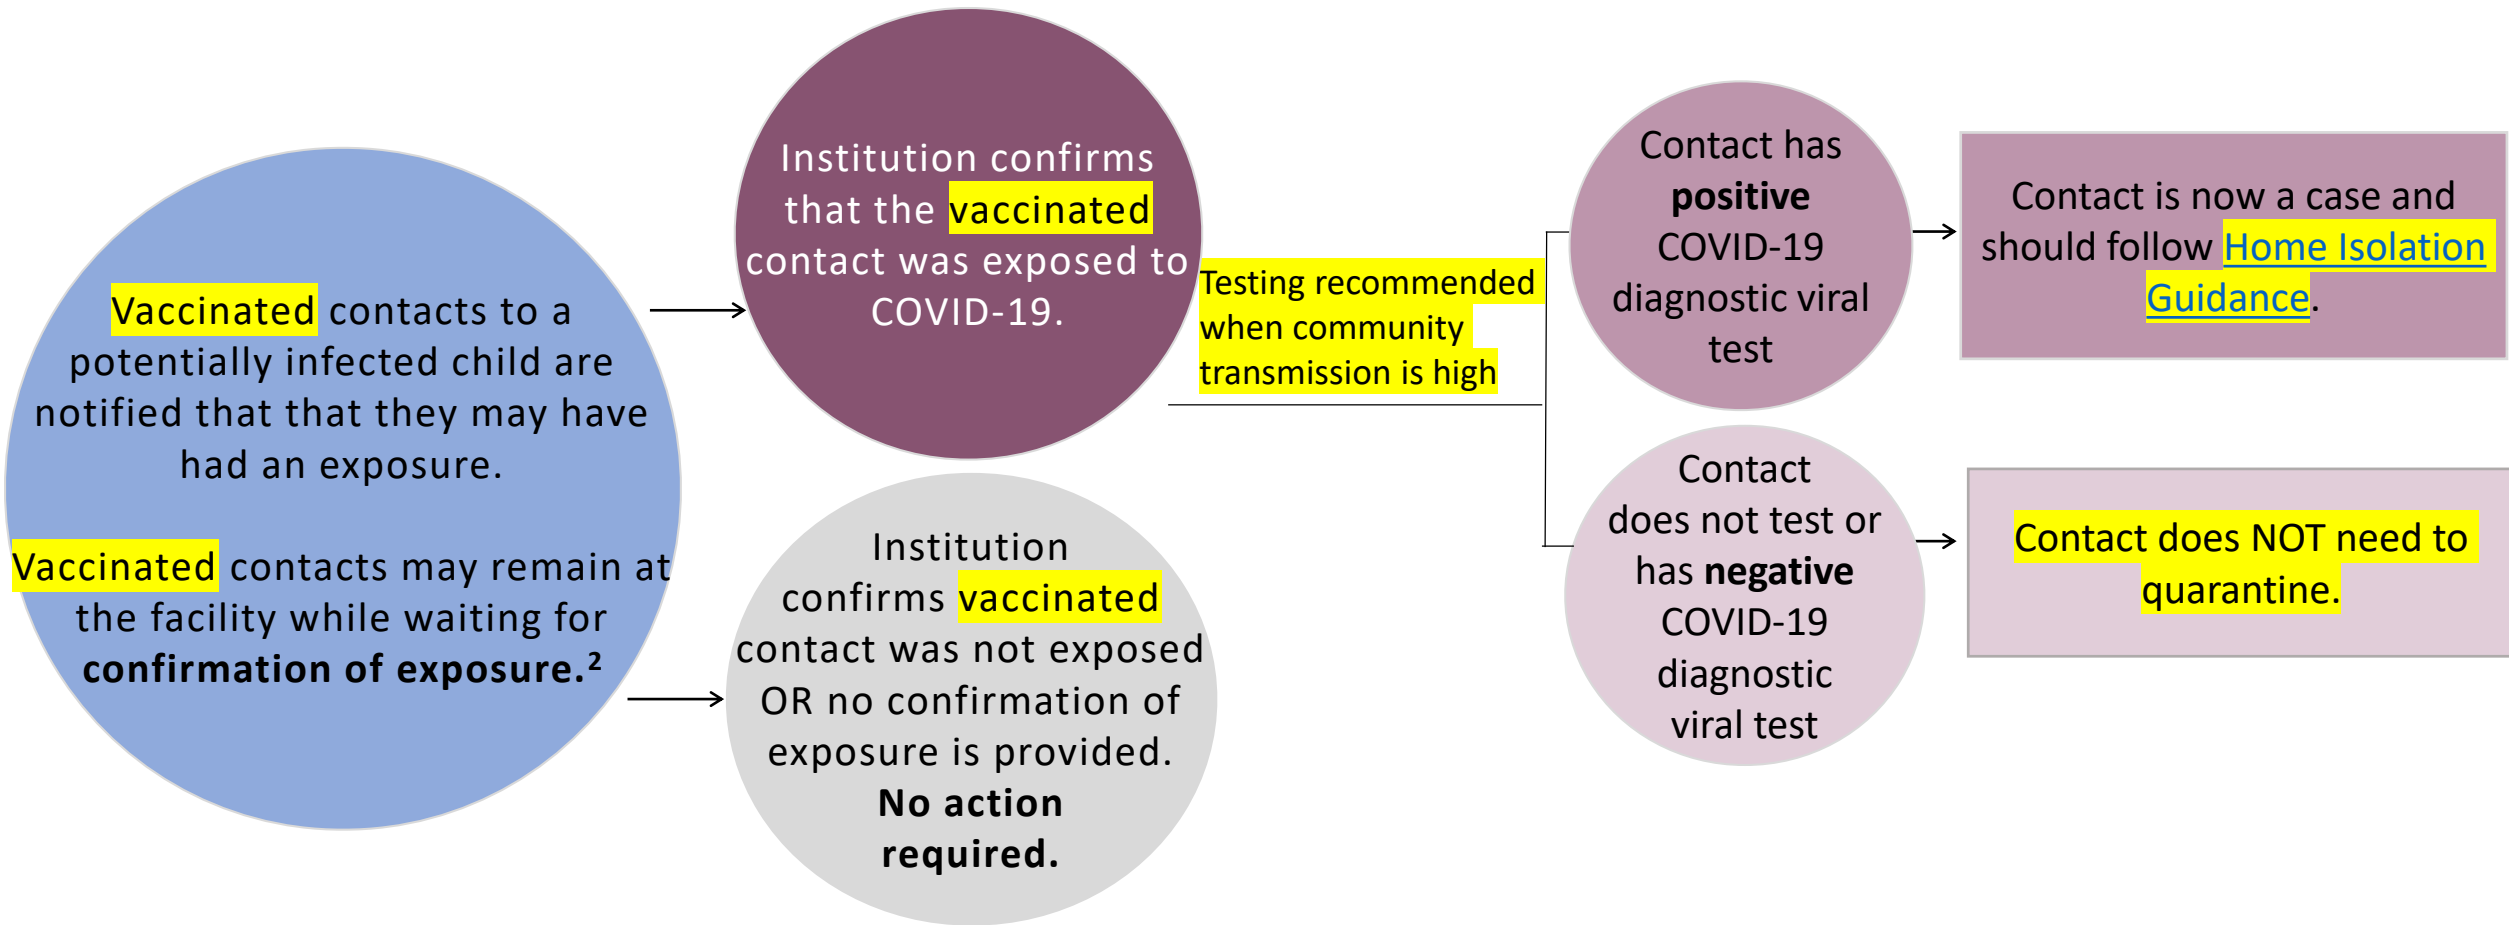 Vaccinated contacts to a
potentially infected child are
notified that that they may have
had an exposure.
Vaccinated contacts may remain at
the facility while waiting for
confirmation of exposure.²
Institution confirms
that the vaccinated
contact was exposed to
COVID-19.
Institution
confirms vaccinated
contact was not exposed
OR no confirmation of
exposure is provided.
No action
required.
Testing recommended
when community
transmission is high
Contact has
positive
COVID-19
diagnostic viral
test
Contact is now a case and
should follow Home Isolation
Guidance.
Contact
does not test or
has negative
COVID-19
diagnostic
viral test
Contact does NOT need to
quarantine.